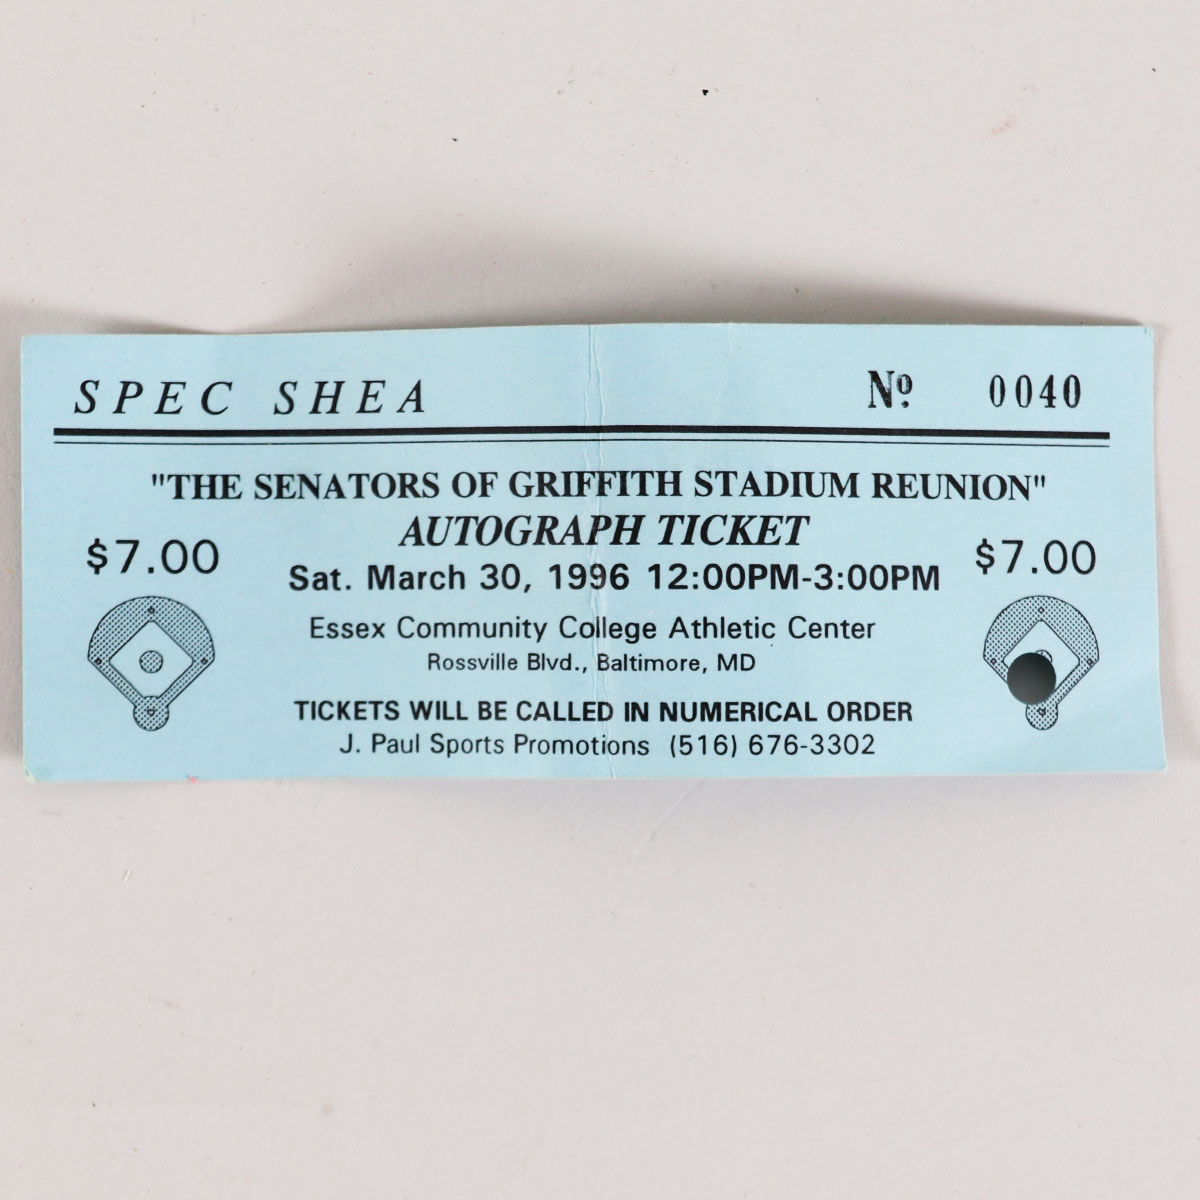 SPEC SHEA Nº 0040
"THE SENATORS OF GRIFFITH STADIUM REUNION"
AUTOGRAPH TICKET
$7.00 $7.00
Sat. March 30, 1996 12:00PM-3:00PM
Essex Community College Athletic Center
Rossville Blvd., Baltimore, MD
TICKETS WILL BE CALLED IN NUMERICAL ORDER
J. Paul Sports Promotions (516) 676-3302